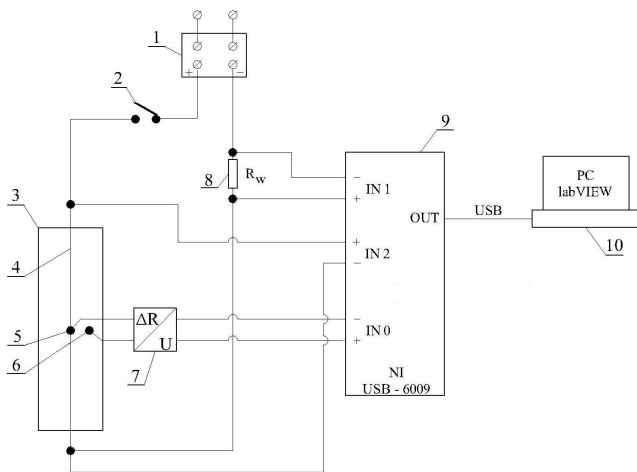 1
+ −
2
9
8
R_W
−
IN 1
+
PC
labVIEW
3
OUT
USB
+
IN 2
−
10
4
−
ΔR
IN 0
5
6
U
+
7
NI
USB - 6009